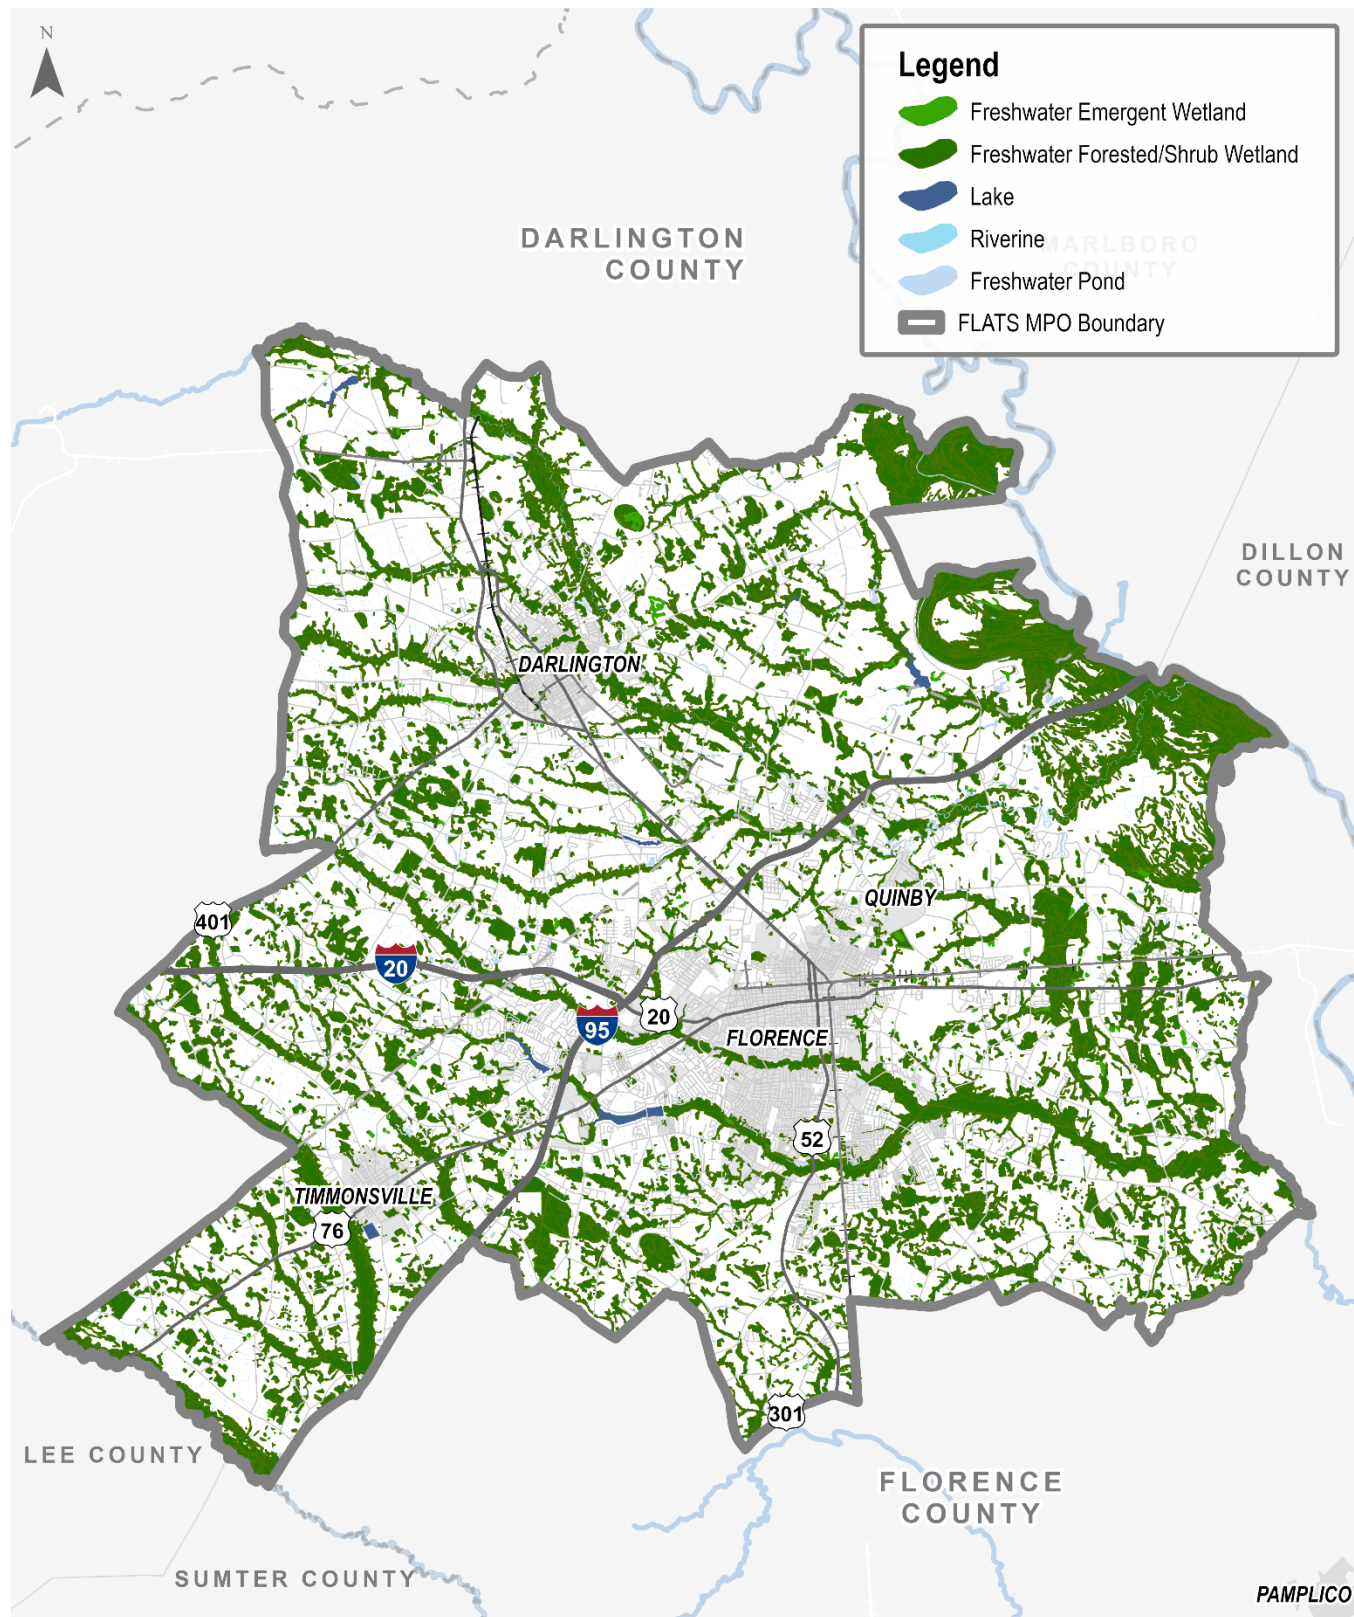 N
Legend
Freshwater Emergent Wetland
Freshwater Forested/Shrub Wetland
Lake
Riverine
Freshwater Pond
FLATS MPO Boundary
MARLBORO
COUNTY
DARLINGTON
COUNTY
DILLON
COUNTY
DARLINGTON
QUINBY
401
20
95
20
FLORENCE
52
TIMMONSVILLE
76
301
LEE COUNTY
FLORENCE
COUNTY
SUMTER COUNTY
PAMPLICO